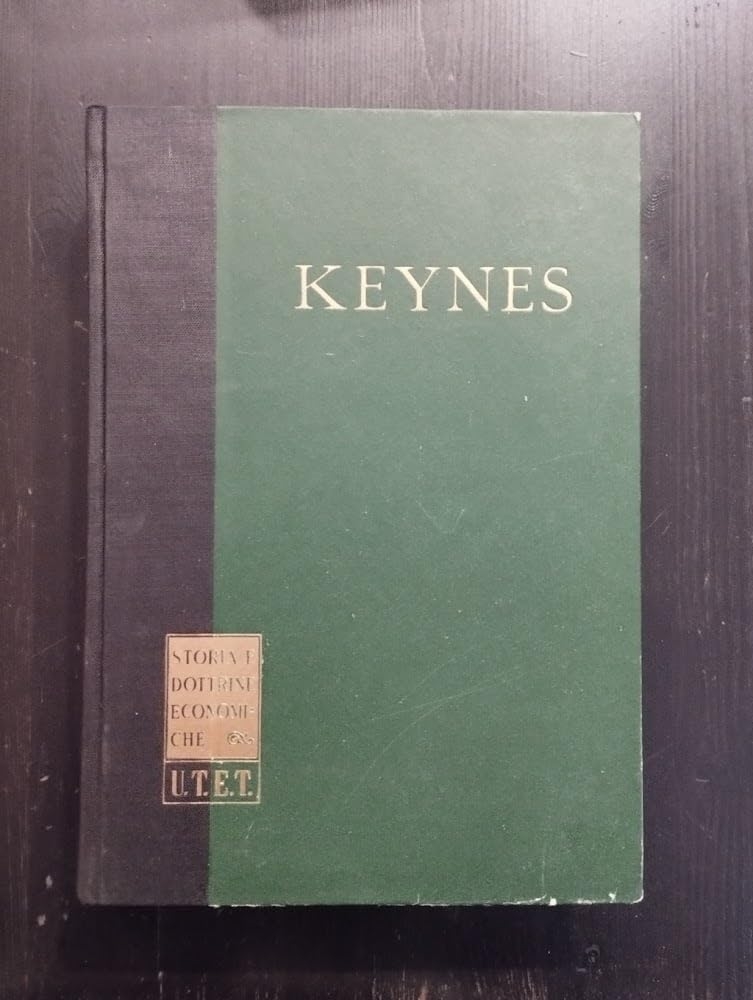 KEYNES
STORIA E
DOTTRINE
ECONOMI-
CHE
U.T.E.T.